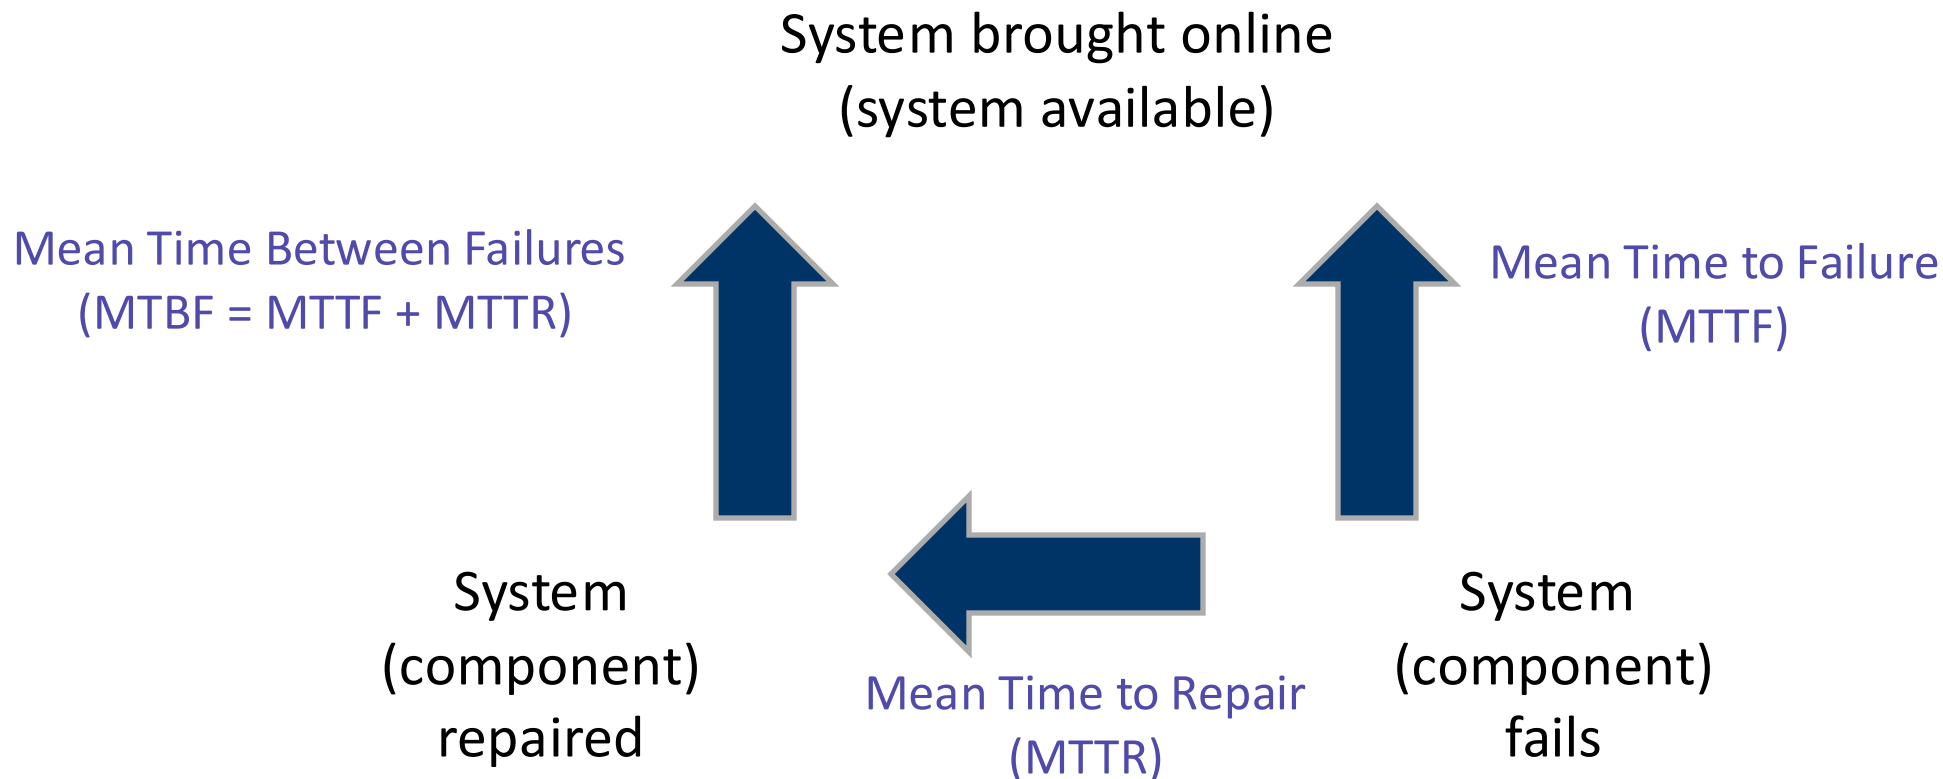 System brought online
(system available)
Mean Time Between Failures
(MTBF = MTTF + MTTR)
Mean Time to Failure
(MTTF)
System
(component)
repaired
Mean Time to Repair
(MTTR)
System
(component)
fails